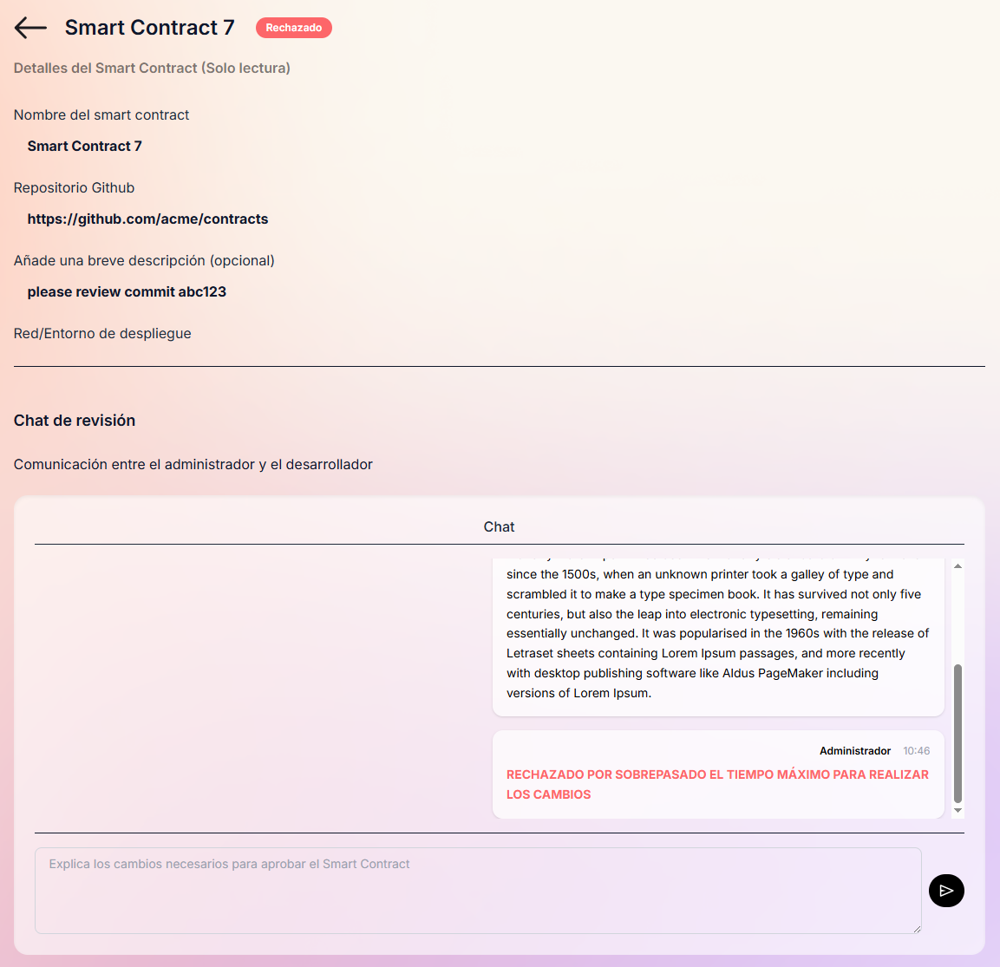 Smart Contract 7
Rechazado
Detalles del Smart Contract (Solo lectura)
Nombre del smart contract
Smart Contract 7
Repositorio Github
https://github.com/acme/contracts
Añade una breve descripción (opcional)
please review commit abc123
Red/Entorno de despliegue
Chat de revisión
Comunicación entre el administrador y el desarrollador
Chat
since the 1500s, when an unknown printer took a galley of type and
scrambled it to make a type specimen book. It has survived not only five
centuries, but also the leap into electronic typesetting, remaining
essentially unchanged. It was popularised in the 1960s with the release of
Letraset sheets containing Lorem Ipsum passages, and more recently
with desktop publishing software like Aldus PageMaker including
versions of Lorem Ipsum.
Administrador 10:46
RECHAZADO POR SOBREPASADO EL TIEMPO MÁXIMO PARA REALIZAR
LOS CAMBIOS
Explica los cambios necesarios para aprobar el Smart Contract